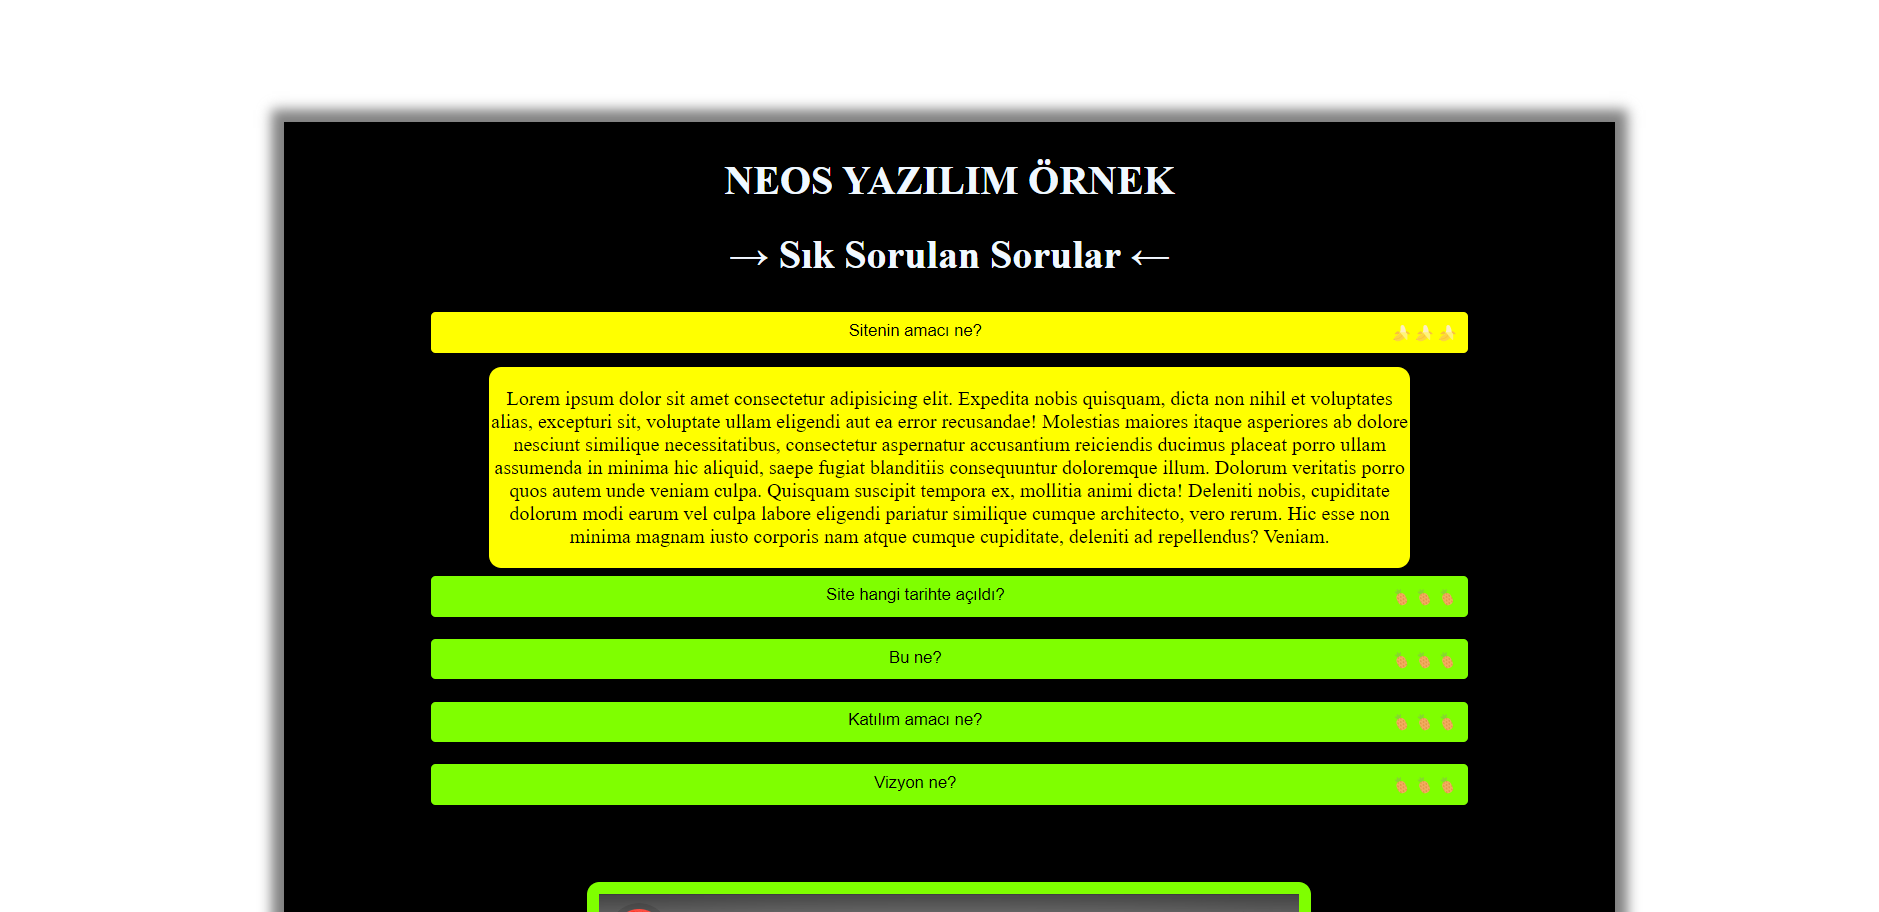 NEOS YAZILIM ÖRNEK
→ Sık Sorulan Sorular ←
Sitenin amacı ne?
Lorem ipsum dolor sit amet consectetur adipisicing elit. Expedita nobis quisquam, dicta non nihil et voluptates
alias, excepturi sit, voluptate ullam eligendi aut ea error recusandae! Molestias maiores itaque asperiores ab dolore
nesciunt similique necessitatibus, consectetur aspernatur accusantium reiciendis ducimus placeat porro ullam
assumenda in minima hic aliquid, saepe fugiat blanditiis consequuntur doloremque illum. Dolorum veritatis porro
quos autem unde veniam culpa. Quisquam suscipit tempora ex, mollitia animi dicta! Deleniti nobis, cupiditate
dolorum modi earum vel culpa labore eligendi pariatur similique cumque architecto, vero rerum. Hic esse non
minima magnam iusto corporis nam atque cumque cupiditate, deleniti ad repellendus? Veniam.
Site hangi tarihte açıldı?
Bu ne?
Katılım amacı ne?
Vizyon ne?